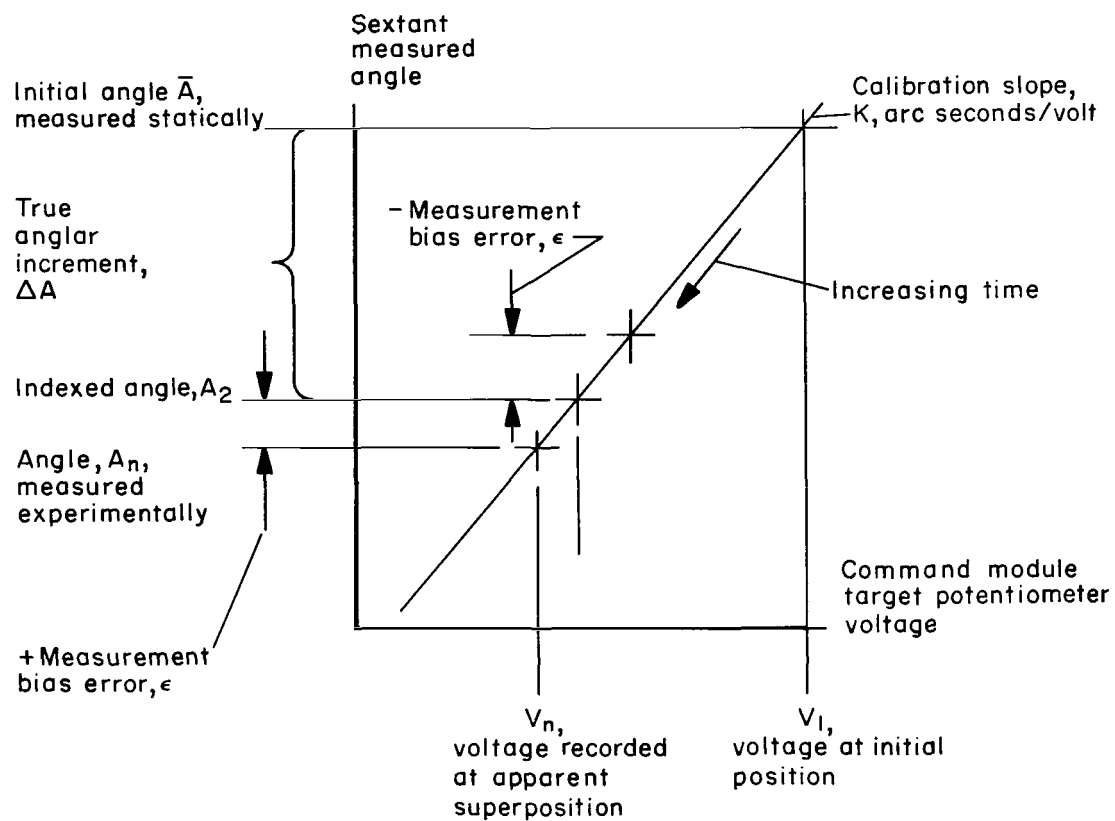 Sextant
measured
angle
Initial angle A̅,
measured statically
Calibration slope,
K, arc seconds/volt
True
anglar
increment,
ΔA
– Measurement
bias error, ϵ
Increasing time
Indexed angle, A₂
Angle, Aₙ,
measured
experimentally
Command module
target potentiometer
voltage
+ Measurement
bias error, ϵ
Vₙ,
voltage recorded
at apparent
superposition
V₁,
voltage at initial
position